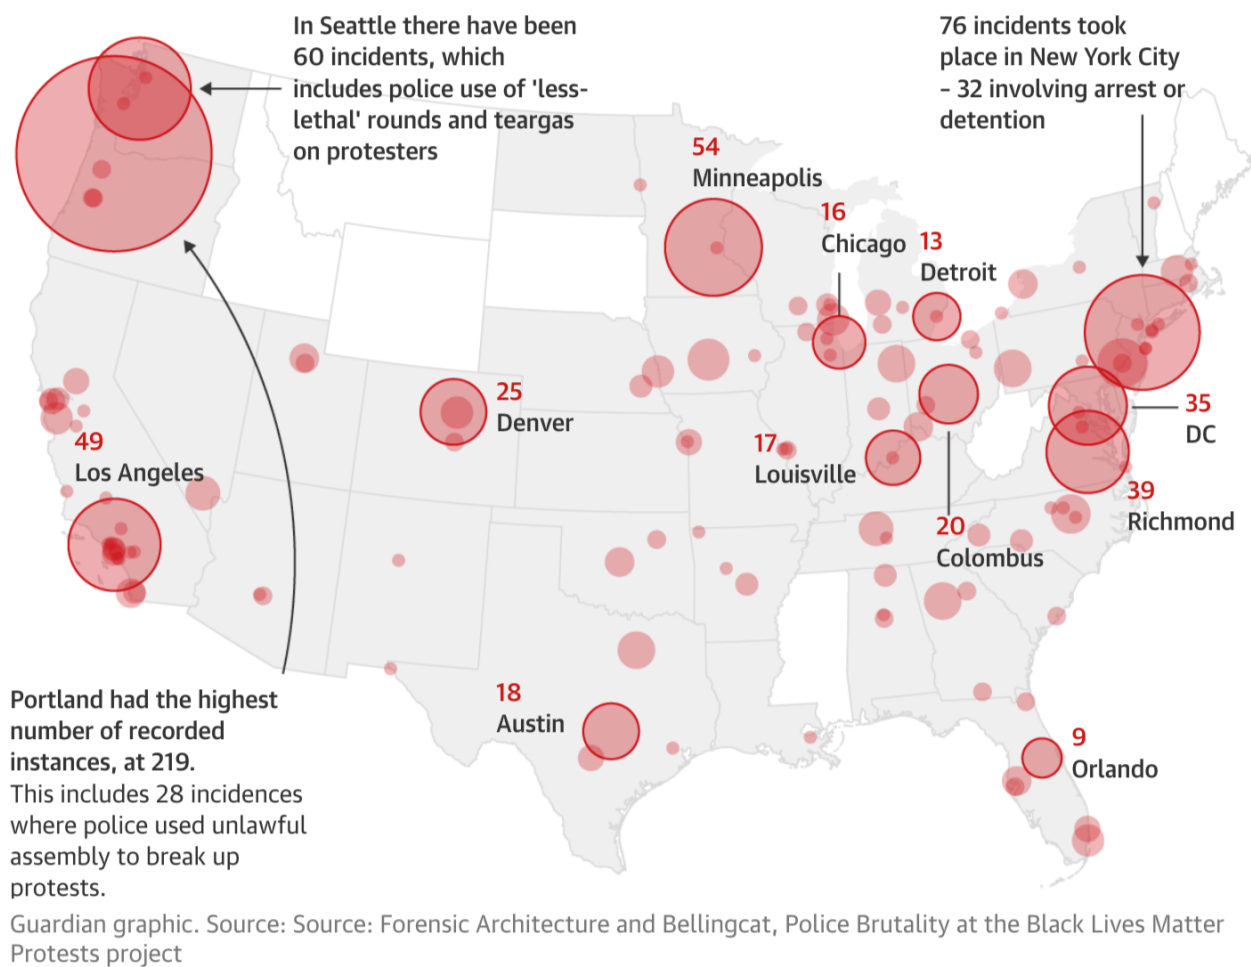 In Seattle there have been
60 incidents, which
includes police use of 'less-
lethal' rounds and teargas
on protesters
76 incidents took
place in New York City
– 32 involving arrest or
detention
54
Minneapolis
16
Chicago
13
Detroit
25
Denver
35
DC
49
Los Angeles
17
Louisville
39
Richmond
20
Colombus
18
Austin
9
Orlando
Portland had the highest
number of recorded
instances, at 219.
This includes 28 incidences
where police used unlawful
assembly to break up
protests.
Guardian graphic. Source: Source: Forensic Architecture and Bellingcat, Police Brutality at the Black Lives Matter
Protests project